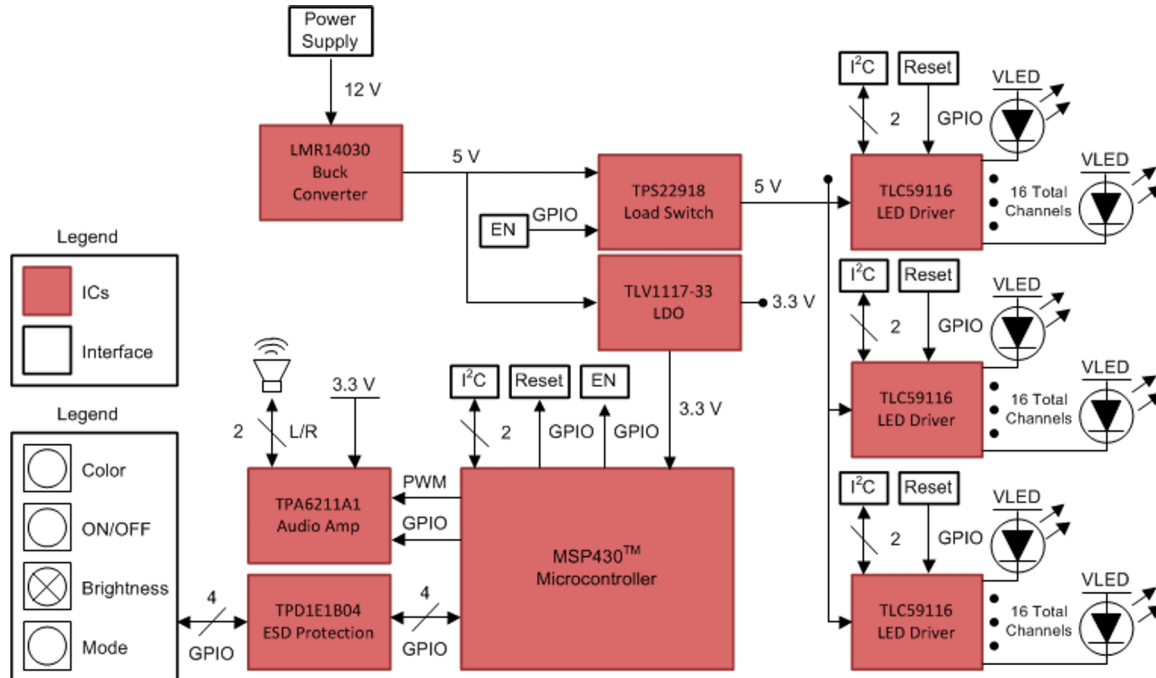 Power
Supply
12 V
LMR14030
Buck
Converter
5 V
EN
GPIO
TPS22918
Load Switch
5 V
TLV1117-33
LDO
3.3 V
3.3 V
I²C
Reset
2
GPIO
VLED
VLED
TLC59116
LED Driver
16 Total
Channels
I²C
Reset
2
GPIO
VLED
VLED
TLC59116
LED Driver
16 Total
Channels
I²C
Reset
2
GPIO
VLED
VLED
TLC59116
LED Driver
16 Total
Channels
Legend
ICs
Interface
Legend
Color
ON/OFF
Brightness
Mode
2
L/R
3.3 V
TPA6211A1
Audio Amp
PWM
GPIO
I²C
Reset
EN
2
GPIO
GPIO
MSP430™
Microcontroller
4
GPIO
TPD1E1B04
ESD Protection
4
GPIO